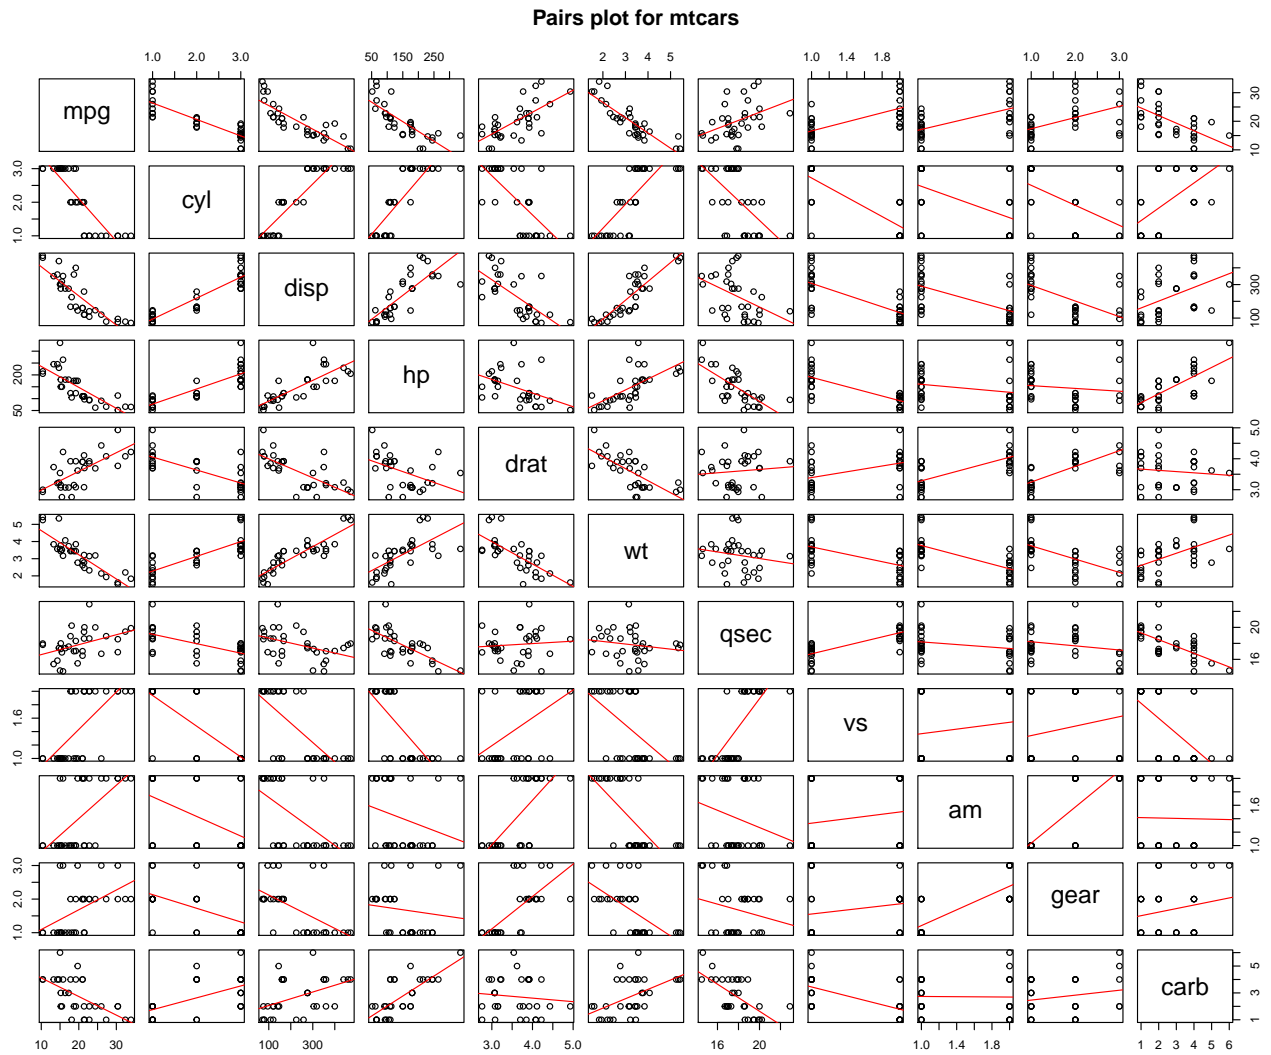 Pairs plot for mtcars
1.0 2.0 3.0 50 150 250 2 3 4 5 1.0 1.4 1.8 1.0 2.0 3.0
mpg
10 20 30
cyl
1.0 2.0 3.0
disp
100 300
hp
50 200
drat
3.0 4.0 5.0
wt
2 3 4 5
qsec
16 20
vs
1.0 1.6
am
1.0 1.6
gear
1.0 2.0 3.0
carb
1 3 5
10 20 30 100 300 3.0 4.0 5.0 16 20 1.0 1.8 1 2 3 4 5 6